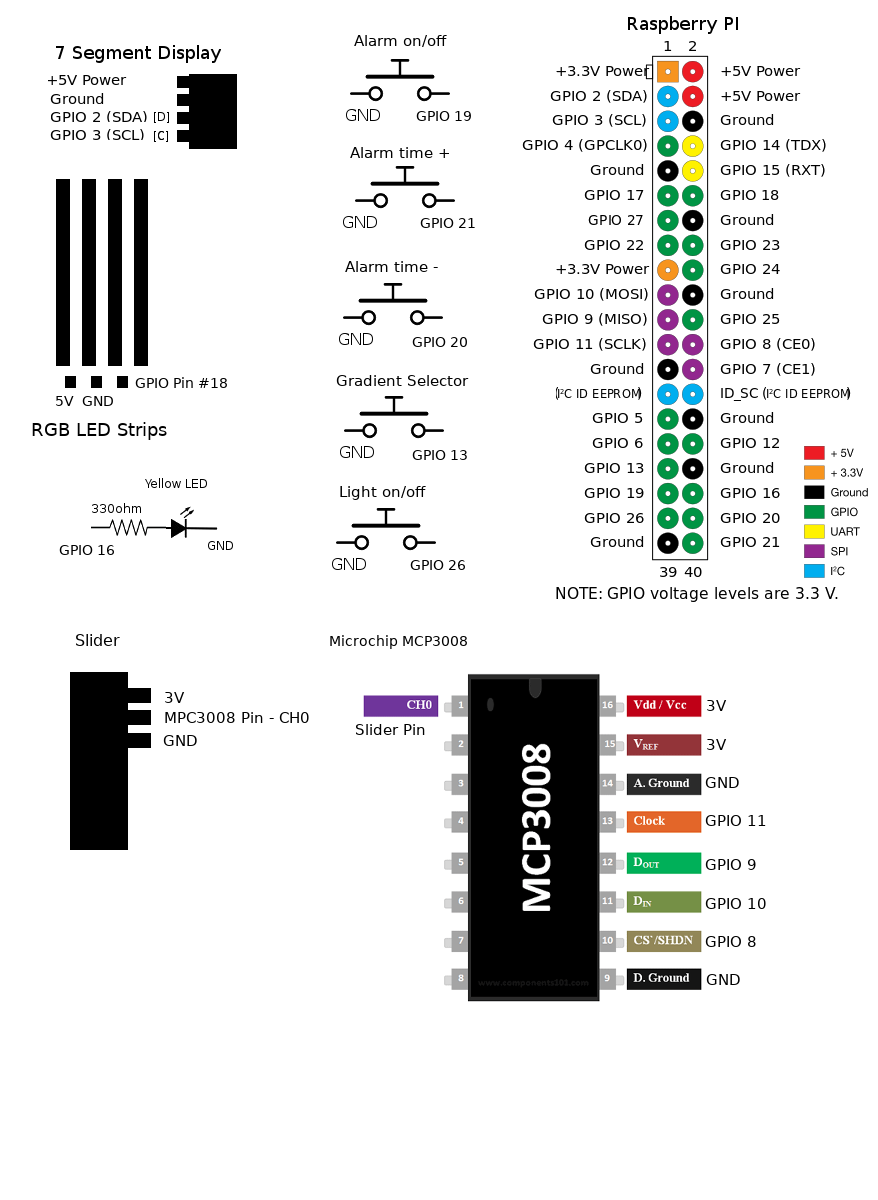 7 Segment Display
+5V Power
Ground
GPIO 2 (SDA) [D]
GPIO 3 (SCL) [C]
GPIO Pin #18
5V GND
RGB LED Strips
Yellow LED
330ohm
GPIO 16
GND
Alarm on/off
GND GPIO 19
Alarm time +
GND GPIO 21
Alarm time -
GND GPIO 20
Gradient Selector
GND GPIO 13
Light on/off
GND GPIO 26
Raspberry PI
1 2
+3.3V Power +5V Power
GPIO 2 (SDA) +5V Power
GPIO 3 (SCL) Ground
GPIO 4 (GPCLK0) GPIO 14 (TDX)
Ground GPIO 15 (RXT)
GPIO 17 GPIO 18
GPIO 27 Ground
GPIO 22 GPIO 23
+3.3V Power GPIO 24
GPIO 10 (MOSI) Ground
GPIO 9 (MISO) GPIO 25
GPIO 11 (SCLK) GPIO 8 (CE0)
Ground GPIO 7 (CE1)
(I²C ID EEPROM) ID_SC (I²C ID EEPROM)
GPIO 5 Ground
GPIO 6 GPIO 12
GPIO 13 Ground
GPIO 19 GPIO 16
GPIO 26 GPIO 20
Ground GPIO 21
39 40
+ 5V
+ 3.3V
Ground
GPIO
UART
SPI
I²C
NOTE: GPIO voltage levels are 3.3 V.
Slider
3V
MPC3008 Pin - CH0
GND
Microchip MCP3008
CH0 1 16 Vdd / Vcc 3V
Slider Pin
2 15 VREF 3V
3 14 A. Ground GND
4 13 Clock GPIO 11
5 12 DOUT GPIO 9
6 11 DIN GPIO 10
7 10 CS'/SHDN GPIO 8
8 9 D. Ground GND
MCP3008
www.components101.com